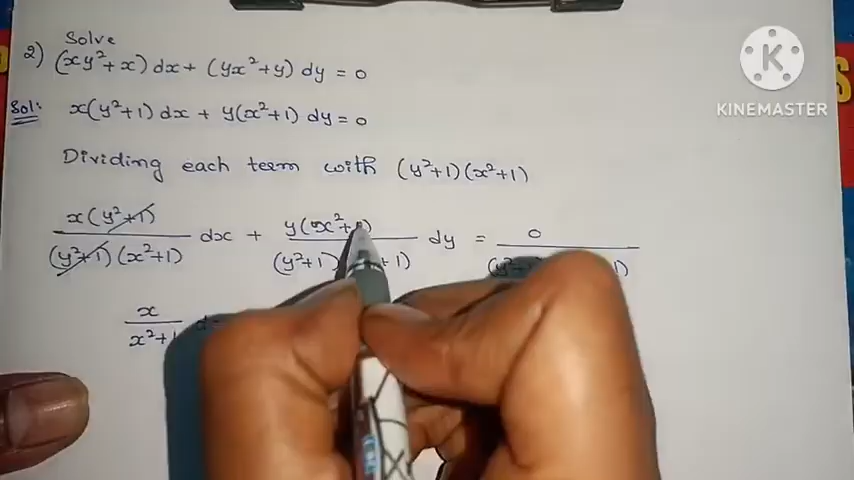 Solve
2) (xy²+x) dx + (yx²+y) dy = 0
Sol: x(y²+1) dx + y(x²+1) dy = 0
Dividing each term with (y²+1)(x²+1)
x(y²+1)/(y²+1)(x²+1) dx + y(x²+1)/(y²+1) +1) dy = 0/(y²+ 1)
x/x²+1
K
KINEMASTER